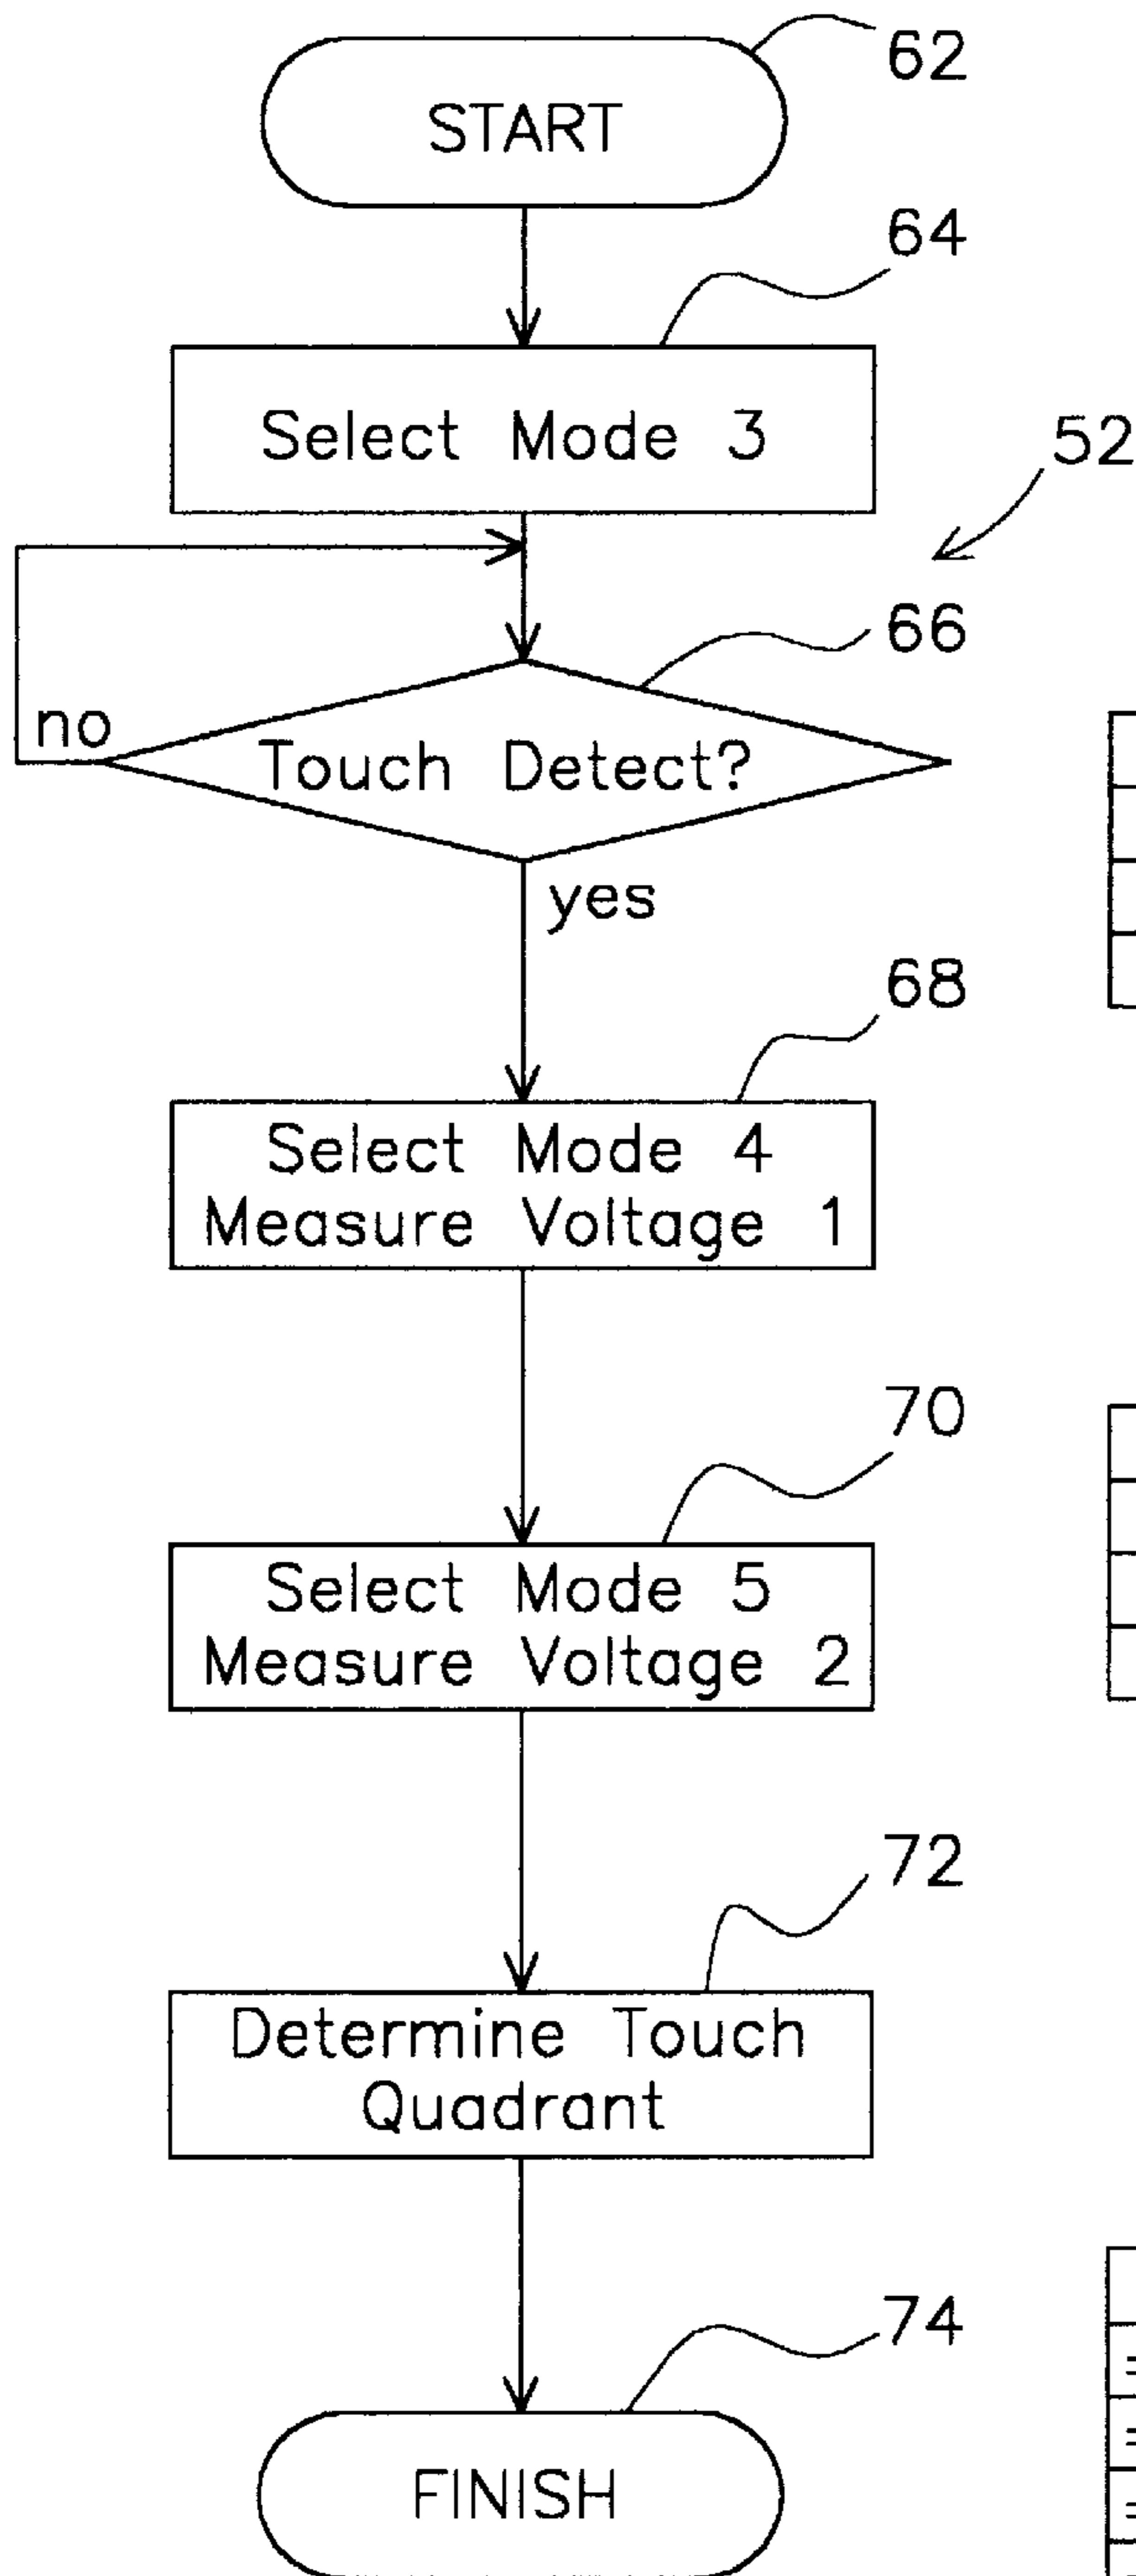 62
START
64
Select Mode 3
52
66
no
Touch Detect?
yes
68
Select Mode 4
Measure Voltage 1
70
Select Mode 5
Measure Voltage 2
72
Determine Touch
Quadrant
74
FINISH